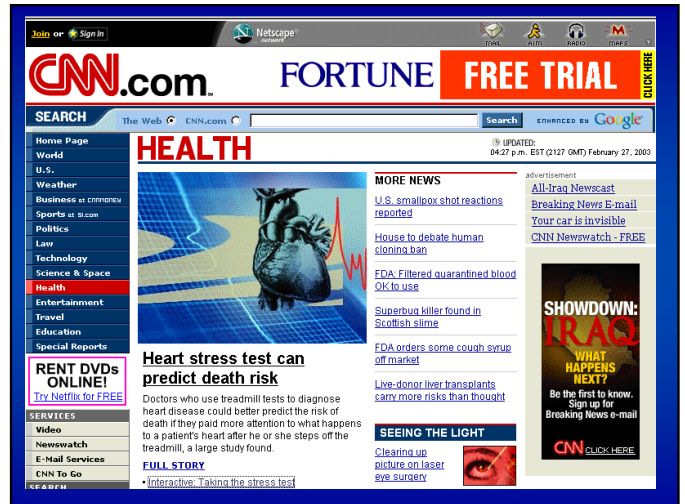 Join or Sign In
Netscape®
network
MAIL
AIM
RADIO
MAPS
CNN.com™
FORTUNE
FREE TRIAL
CLICK HERE
SEARCH
The Web
CNN.com
Search
ENHANCED BY Google
Home Page
World
U.S.
Weather
Business at CNNMONEY
Sports at SI.com
Politics
Law
Technology
Science & Space
Health
Entertainment
Travel
Education
Special Reports
RENT DVDs
ONLINE!
Try Netflix for FREE
SERVICES
Video
Newswatch
E-Mail Services
CNN To Go
SEARCH
HEALTH
UPDATED:
04:27 p.m. EST (2127 GMT) February 27, 2003
Heart stress test can
predict death risk
Doctors who use treadmill tests to diagnose
heart disease could better predict the risk of
death if they paid more attention to what happens
to a patient's heart after he or she steps off the
treadmill, a large study found.
FULL STORY
• Interactive: Taking the stress test
MORE NEWS
U.S. smallpox shot reactions
reported
House to debate human
cloning ban
FDA: Filtered quarantined blood
OK to use
Superbug killer found in
Scottish slime
FDA orders some cough syrup
off market
Live-donor liver transplants
carry more risks than thought
SEEING THE LIGHT
Clearing up
picture on laser
eye surgery
advertisement
All-Iraq Newscast
Breaking News E-mail
Your car is invisible
CNN Newswatch - FREE
SHOWDOWN:
IRAQ
WHAT
HAPPENS
NEXT?
Be the first to know.
Sign up for
Breaking News e-mail
CNN CLICK HERE